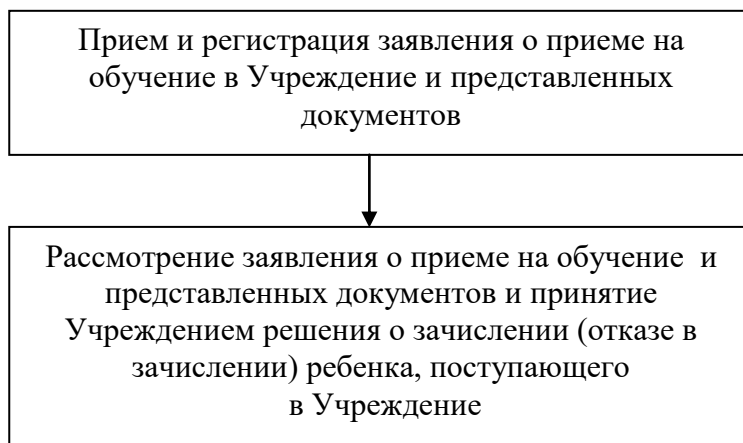 Прием и регистрация заявления о приеме на
обучение в Учреждение и представленных
документов
Рассмотрение заявления о приеме на обучение  и
представленных документов и принятие
Учреждением решения о зачислении (отказе в
зачислении) ребенка, поступающего
в Учреждение